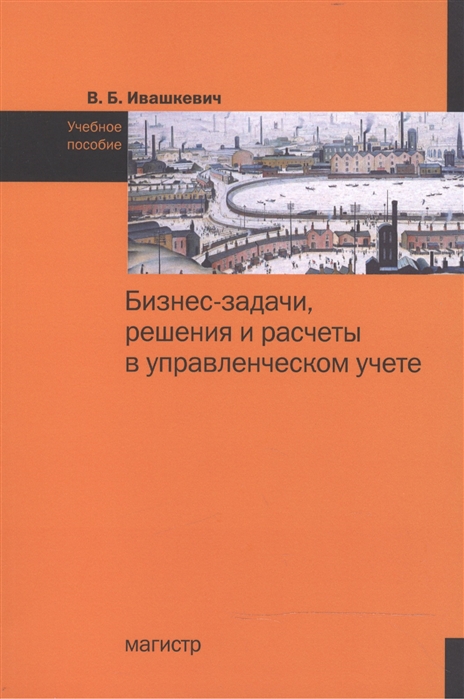 В. Б. Ивашкевич
Учебное
пособие
Бизнес-задачи,
решения и расчеты
в управленческом учете
магистр